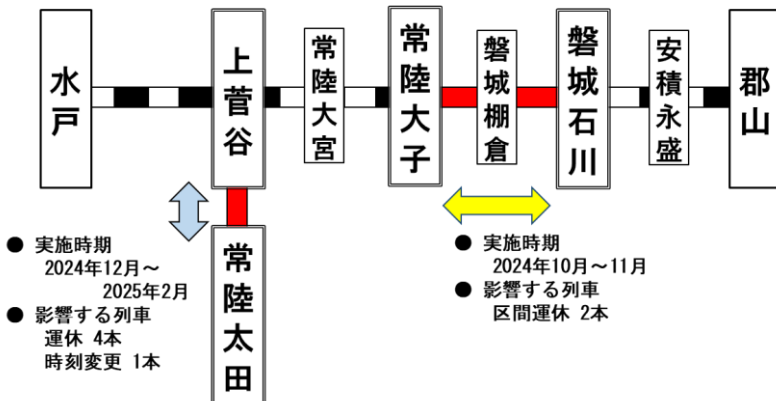 水戸
上菅谷
常陸大宮
常陸大子
磐城棚倉
磐城石川
安積永盛
郡山
常陸太田
● 実施時期
2024年12月～
2025年2月
● 影響する列車
運休 4本
時刻変更 1本
● 実施時期
2024年10月～11月
● 影響する列車
区間運休 2本